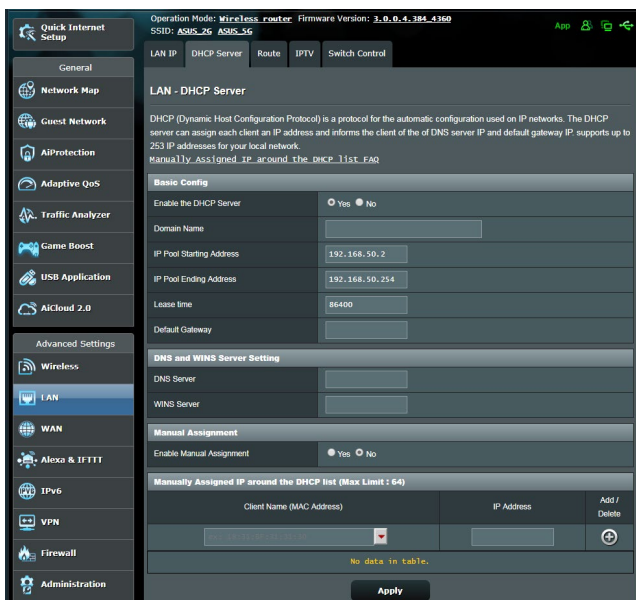 Operation Mode: Wireless router Firmware Version: 3.0.0.4.384_4360
SSID: ASUS_2G ASUS_5G
App
Quick Internet
Setup
General
Network Map
Guest Network
AiProtection
Adaptive QoS
Traffic Analyzer
Game Boost
USB Application
AiCloud 2.0
Advanced Settings
Wireless
LAN
WAN
Alexa & IFTTT
IPv6
VPN
Firewall
Administration
LAN IP DHCP Server Route IPTV Switch Control
LAN - DHCP Server
DHCP (Dynamic Host Configuration Protocol) is a protocol for the automatic configuration used on IP networks. The DHCP
server can assign each client an IP address and informs the client of the of DNS server IP and default gateway IP. supports up to
253 IP addresses for your local network.
Manually Assigned IP around the DHCP list FAQ
Basic Config
Enable the DHCP Server Yes No
Domain Name
IP Pool Starting Address 192.168.50.2
IP Pool Ending Address 192.168.50.254
Lease time 86400
Default Gateway
DNS and WINS Server Setting
DNS Server
WINS Server
Manual Assignment
Enable Manual Assignment Yes No
Manually Assigned IP around the DHCP list (Max Limit : 64)
Client Name (MAC Address) IP Address Add /
Delete
No data in table.
Apply